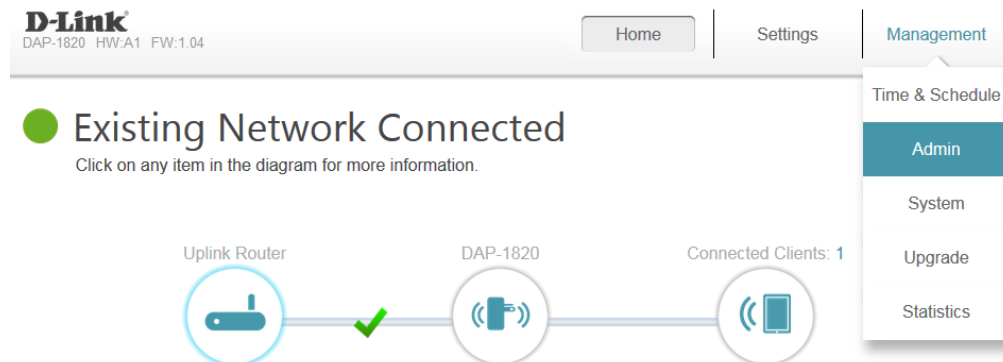 D-Link
DAP-1820 HW:A1 FW:1.04
Home
Settings
Management
Time & Schedule
Admin
System
Upgrade
Statistics
Existing Network Connected
Click on any item in the diagram for more information.
Uplink Router
DAP-1820
Connected Clients: 1